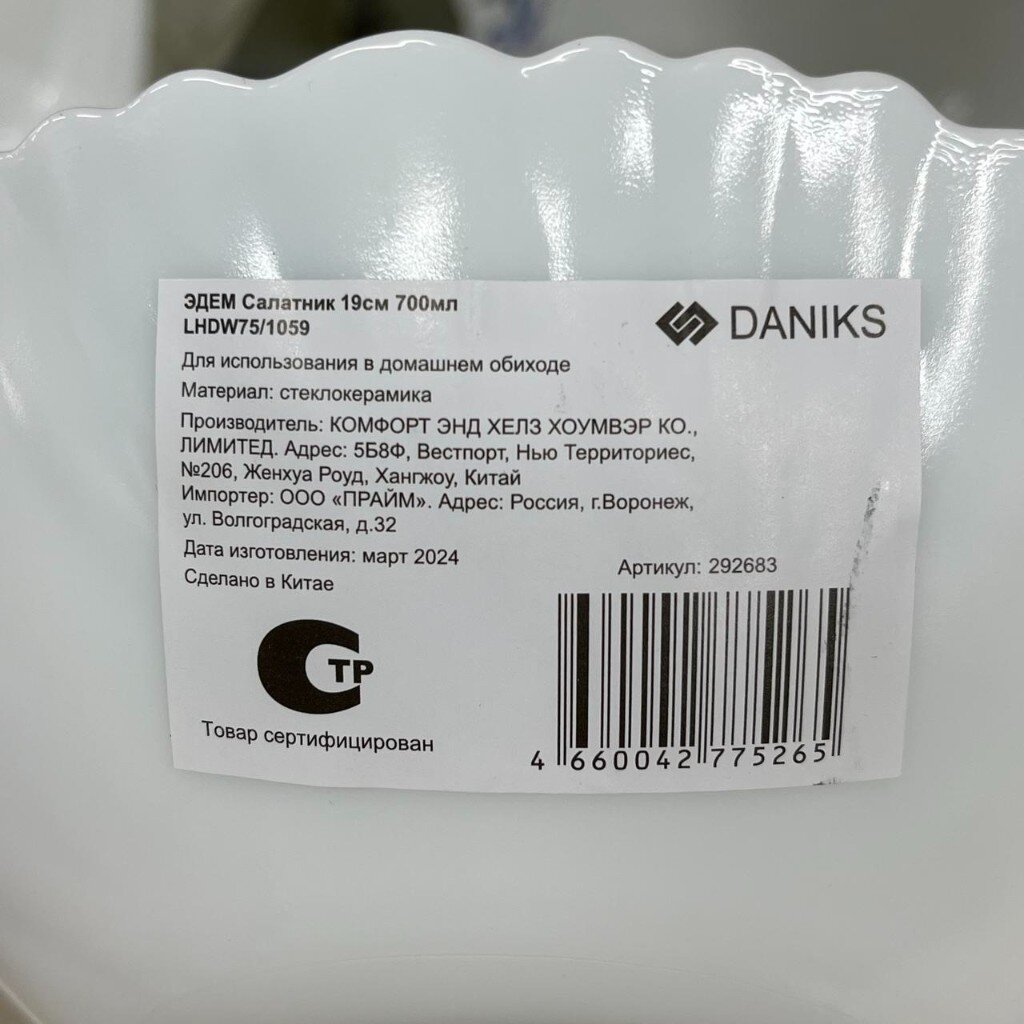 ЭДЕМ Салатник 19см 700мл
LHDW75/1059
DANIKS
Для использования в домашнем обиходе
Материал: стеклокерамика
Производитель: КОМФОРТ ЭНД ХЕЛЗ ХОУМВЭР КО.,
ЛИМИТЕД. Адрес: 5Б8Ф, Вестпорт, Нью Территориес,
№206, Женхуа Роуд, Хангжоу, Китай
Импортер: ООО «ПРАЙМ». Адрес: Россия, г.Воронеж,
ул. Волгоградская, д.32
Дата изготовления: март 2024
Сделано в Китае
Артикул: 292683
СТР
Товар сертифицирован
4 660042 775265